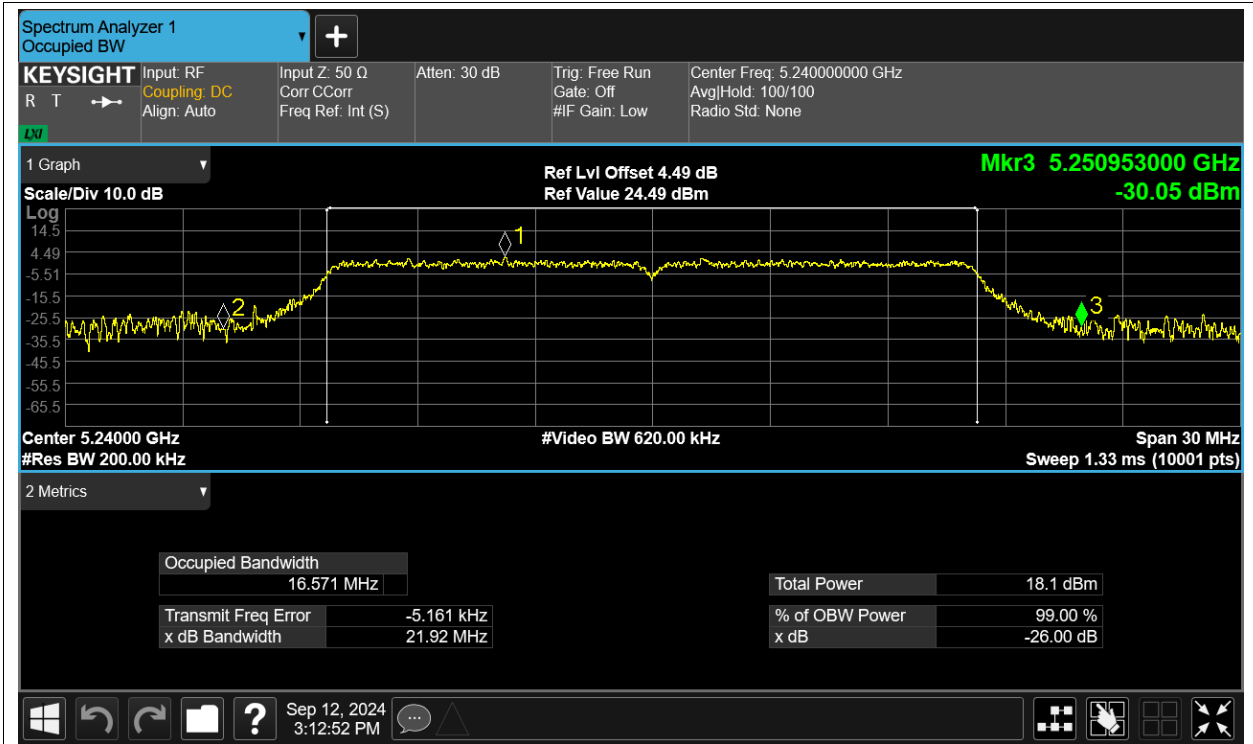 Spectrum Analyzer 1
Occupied BW
KEYSIGHT
R T
LXI
Input: RF
Coupling: DC
Align: Auto
Input Z: 50 Ω
Corr CCorr
Freq Ref: Int (S)
Atten: 30 dB
Trig: Free Run
Gate: Off
#IF Gain: Low
Center Freq: 5.240000000 GHz
Avg|Hold: 100/100
Radio Std: None
1 Graph
Scale/Div 10.0 dB
Ref Lvl Offset 4.49 dB
Ref Value 24.49 dBm
Mkr3 5.250953000 GHz
-30.05 dBm
Log
14.5
4.49
-5.51
-15.5
-25.5
-35.5
-45.5
-55.5
-65.5
1
2
3
Center 5.24000 GHz
#Video BW 620.00 kHz
Span 30 MHz
#Res BW 200.00 kHz
Sweep 1.33 ms (10001 pts)
2 Metrics
Occupied Bandwidth
16.571 MHz
Transmit Freq Error -5.161 kHz
x dB Bandwidth 21.92 MHz
Total Power 18.1 dBm
% of OBW Power 99.00 %
x dB -26.00 dB
?
Sep 12, 2024
3:12:52 PM